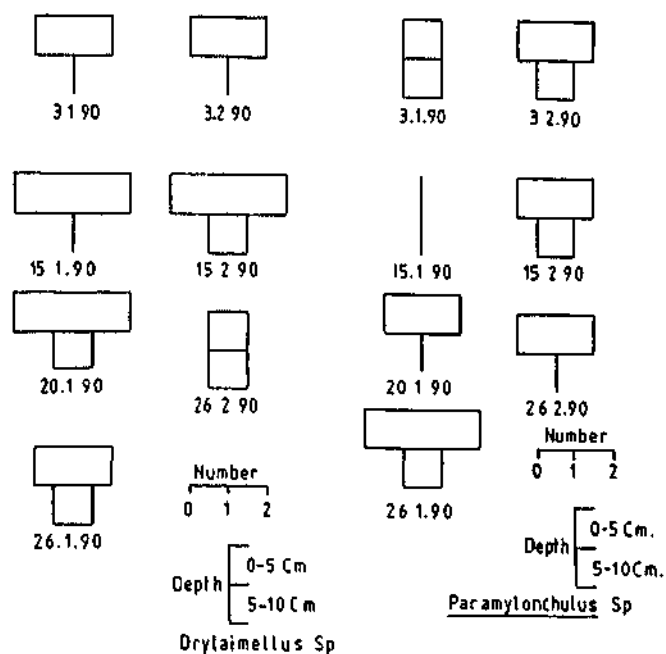 3 1 90
3.2 90
3.1.90
3 2.90
15 1.90
15 2 90
15.1 90
15 2 90
20.1 90
26 2 90
20 1 90
26 2.90
26.1.90
Number
0 1 2
26 1.90
Number
0 1 2
Depth
0-5 Cm
5-10 Cm
Drylaimellus Sp
Depth
0-5 Cm.
5-10 Cm.
Paramylonchulus Sp